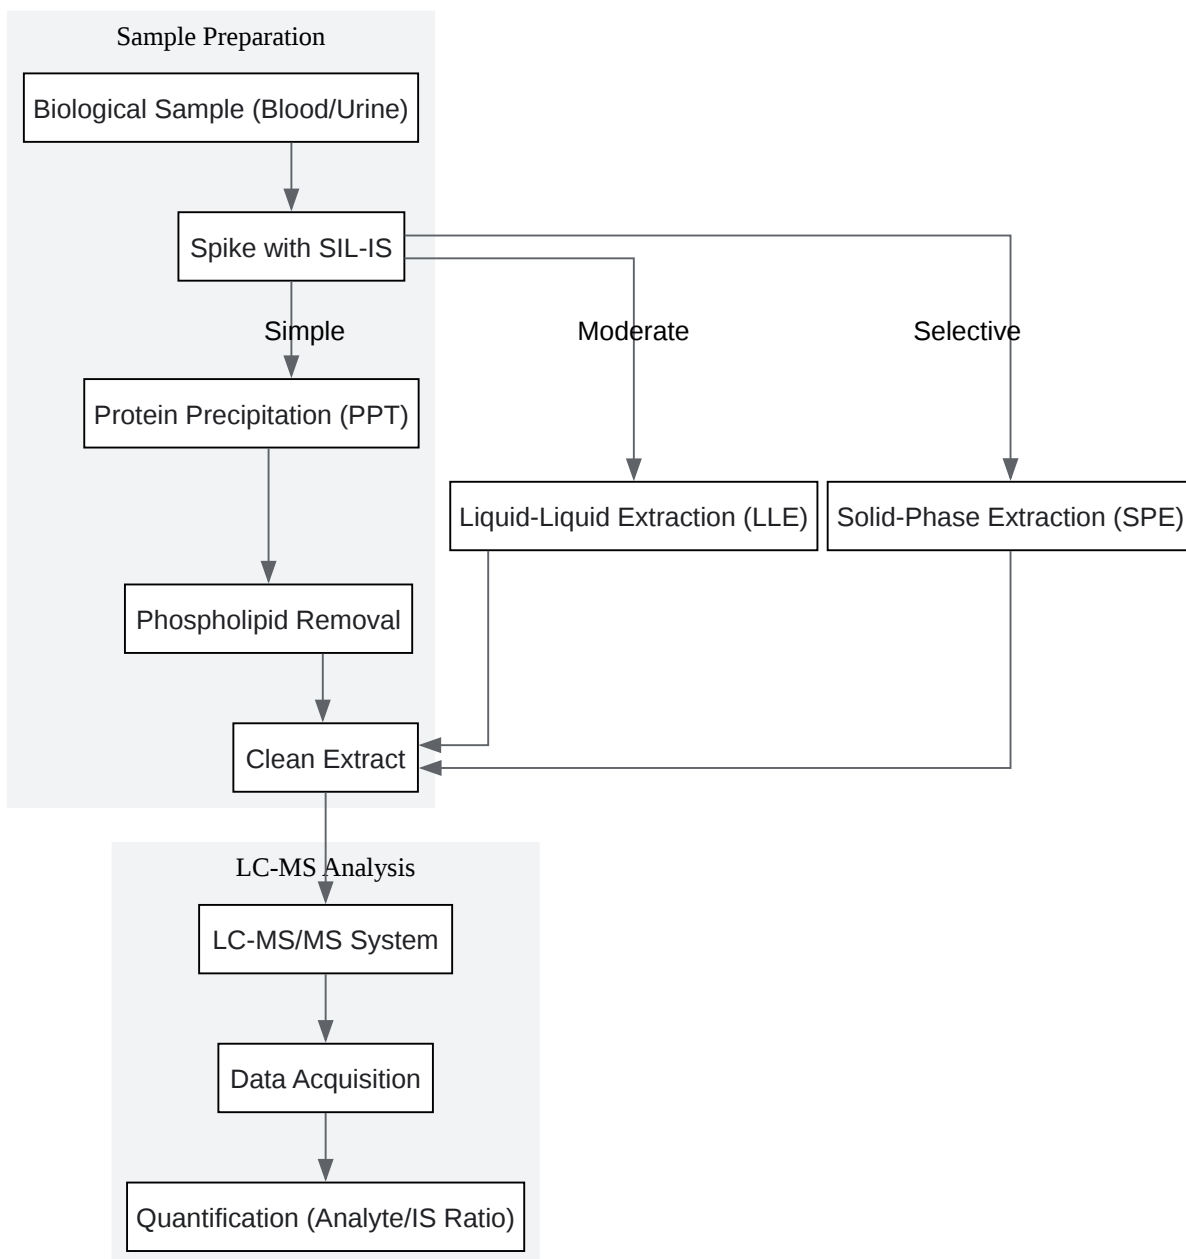 Sample Preparation
Biological Sample (Blood/Urine)
Spike with SIL-IS
Simple
Moderate
Selective
Protein Precipitation (PPT)
Liquid-Liquid Extraction (LLE)
Solid-Phase Extraction (SPE)
Phospholipid Removal
Clean Extract
LC-MS Analysis
LC-MS/MS System
Data Acquisition
Quantification (Analyte/IS Ratio)